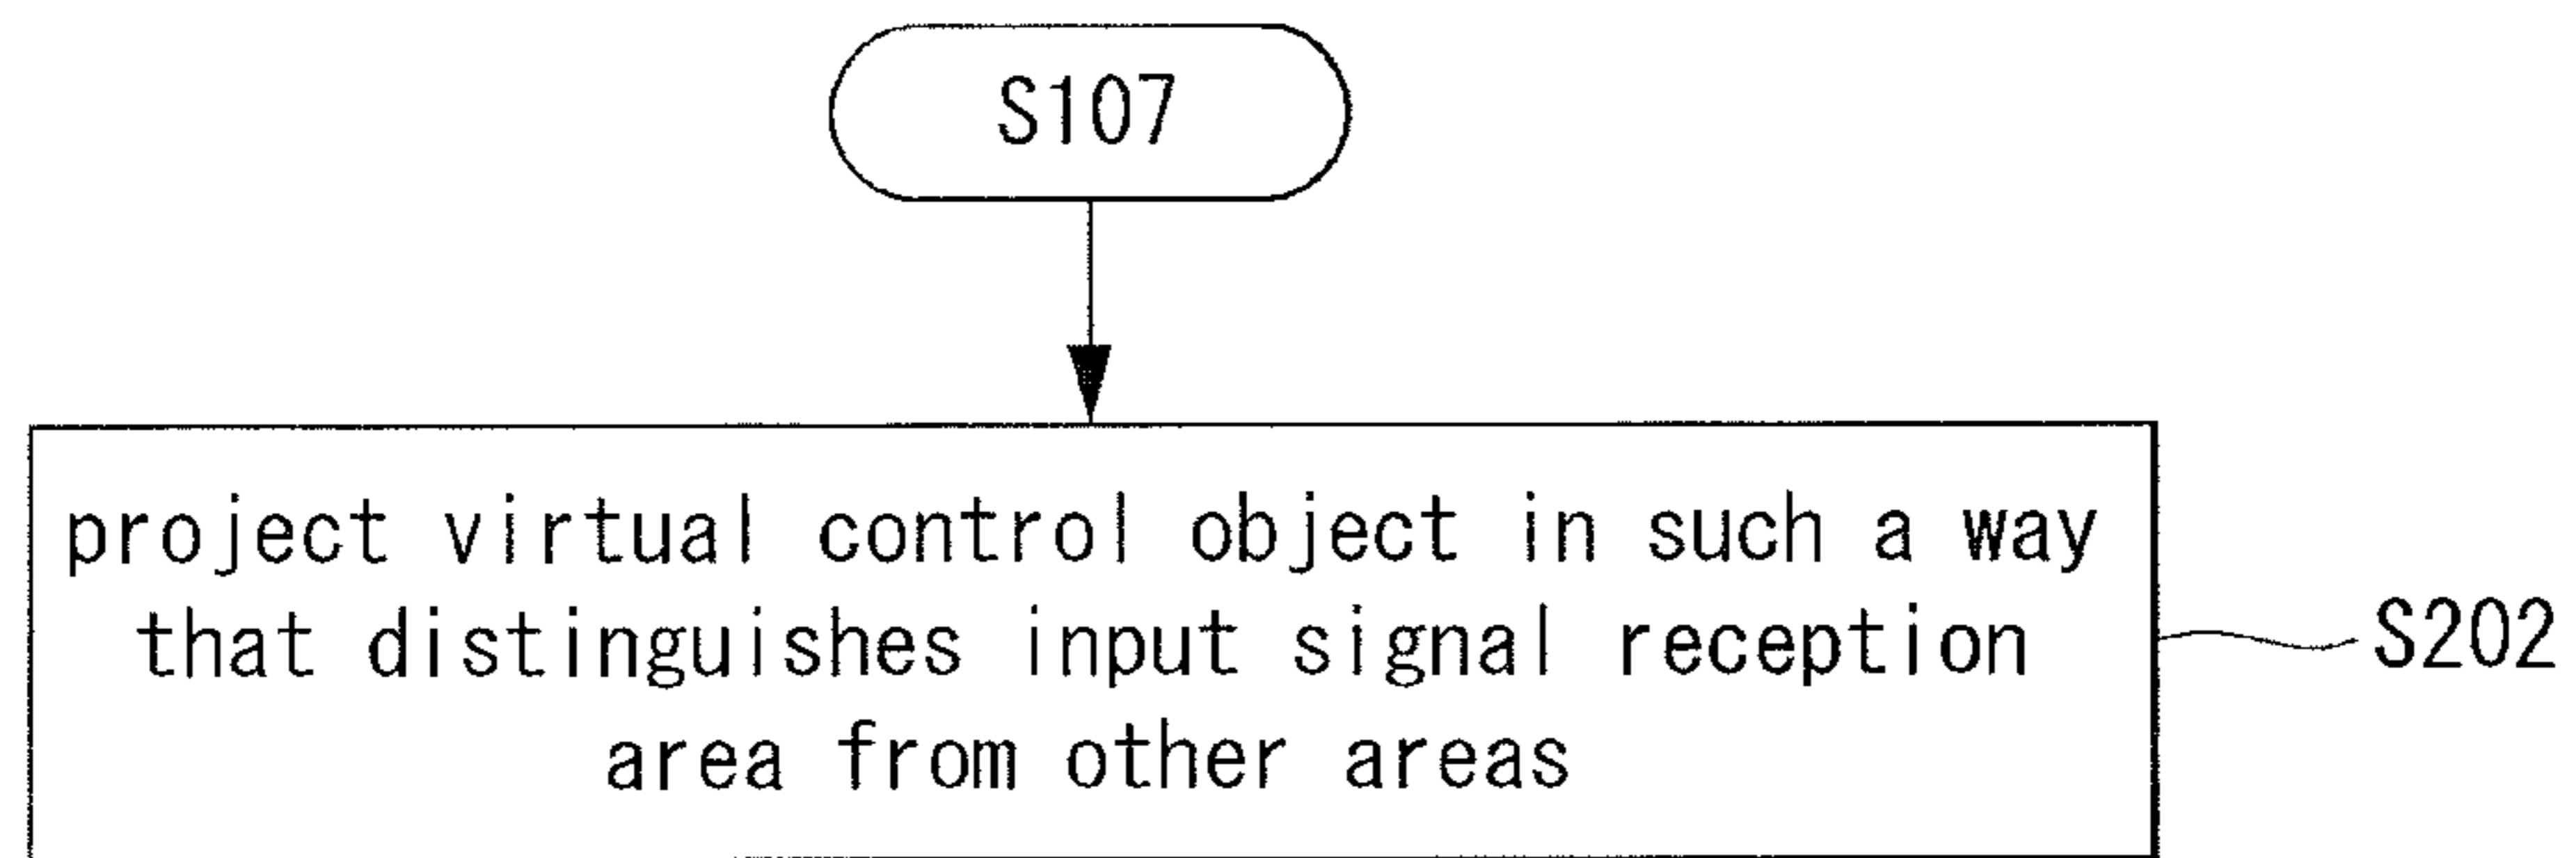 S107
project virtual control object in such a way
that distinguishes input signal reception
area from other areas
S202